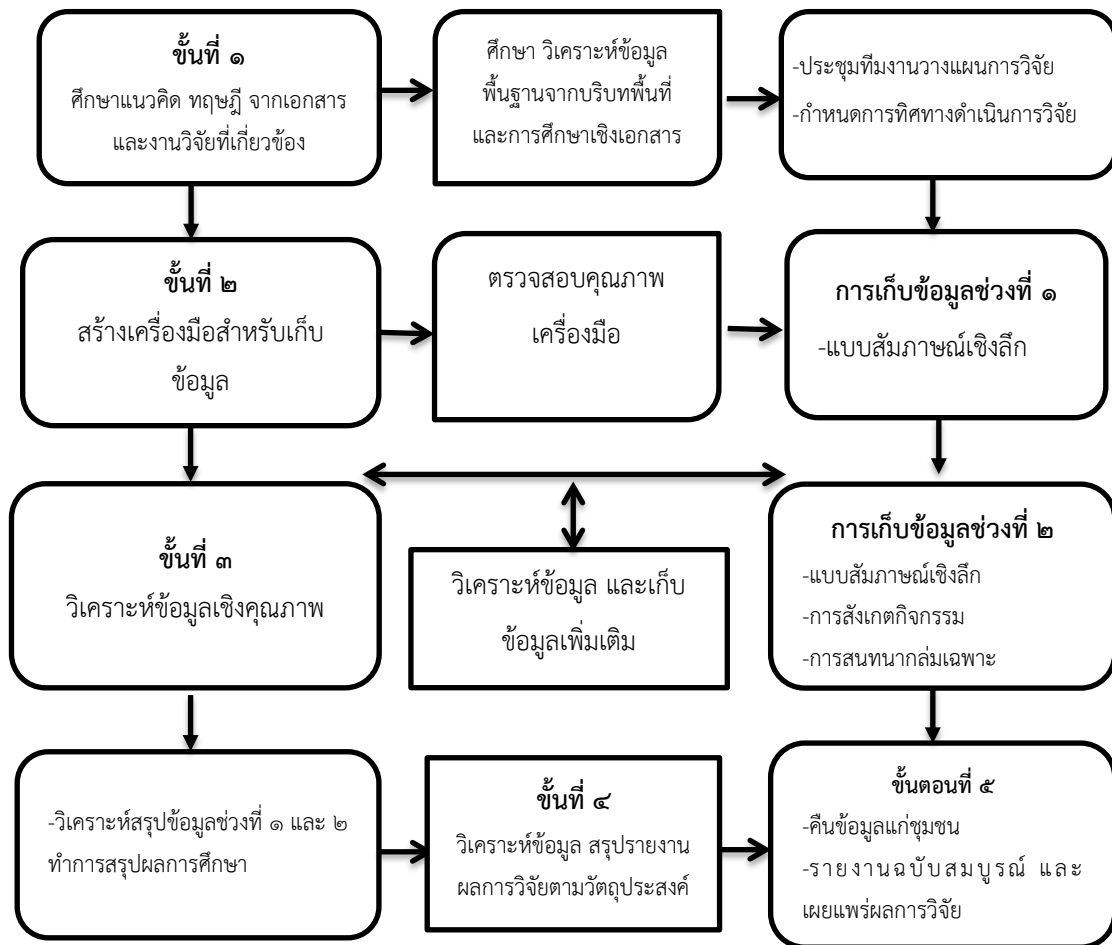 ขั้นที่ ๑
ศึกษาแนวคิด ทฤษฎี จากเอกสาร
และงานวิจัยที่เกี่ยวข้อง
ศึกษา วิเคราะห์ข้อมูล
พื้นฐานจากบริบทพื้นที่
และการศึกษาเชิงเอกสาร
-ประชุมทีมงานวางแผนการวิจัย
-กำหนดการทิศทางดำเนินการวิจัย
ขั้นที่ ๒
สร้างเครื่องมือสำหรับเก็บ
ข้อมูล
ตรวจสอบคุณภาพ
เครื่องมือ
การเก็บข้อมูลช่วงที่ ๑
-แบบสัมภาษณ์เชิงลึก
ขั้นที่ ๓
วิเคราะห์ข้อมูลเชิงคุณภาพ
วิเคราะห์ข้อมูล และเก็บ
ข้อมูลเพิ่มเติม
การเก็บข้อมูลช่วงที่ ๒
-แบบสัมภาษณ์เชิงลึก
-การสังเกตกิจกรรม
-การสนทนากล่มเฉพาะ
-วิเคราะห์สรุปข้อมูลช่วงที่ ๑ และ ๒
ทำการสรุปผลการศึกษา
ขั้นที่ ๔
วิเคราะห์ข้อมูล สรุปรายงาน
ผลการวิจัยตามวัตถุประสงค์
ขั้นตอนที่ ๕
-คืนข้อมูลแก่ชุมชน
-รายงานฉบับสมบูรณ์ และ
เผยแพร่ผลการวิจัย